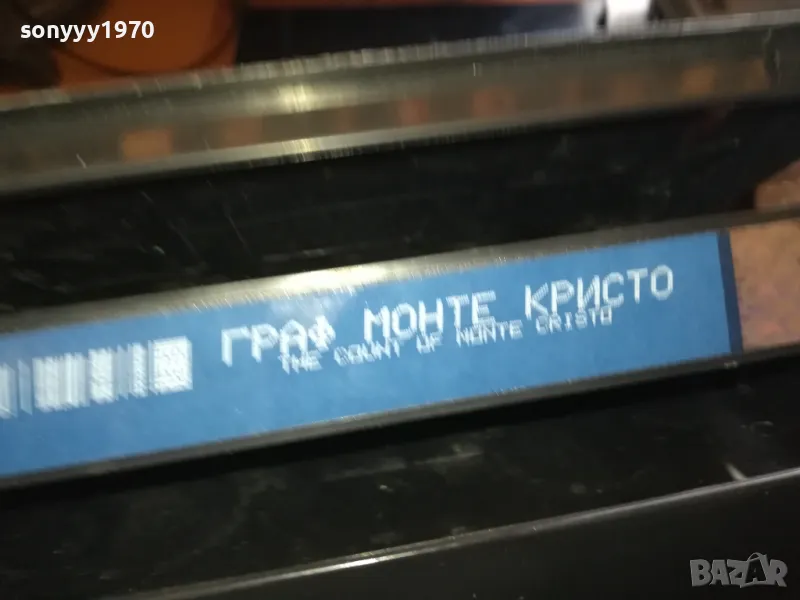 sonyyy1970
ГРАФ МОНТЕ КРИСТО
THE COUNT OF MONTE CRISTO
BAZAR